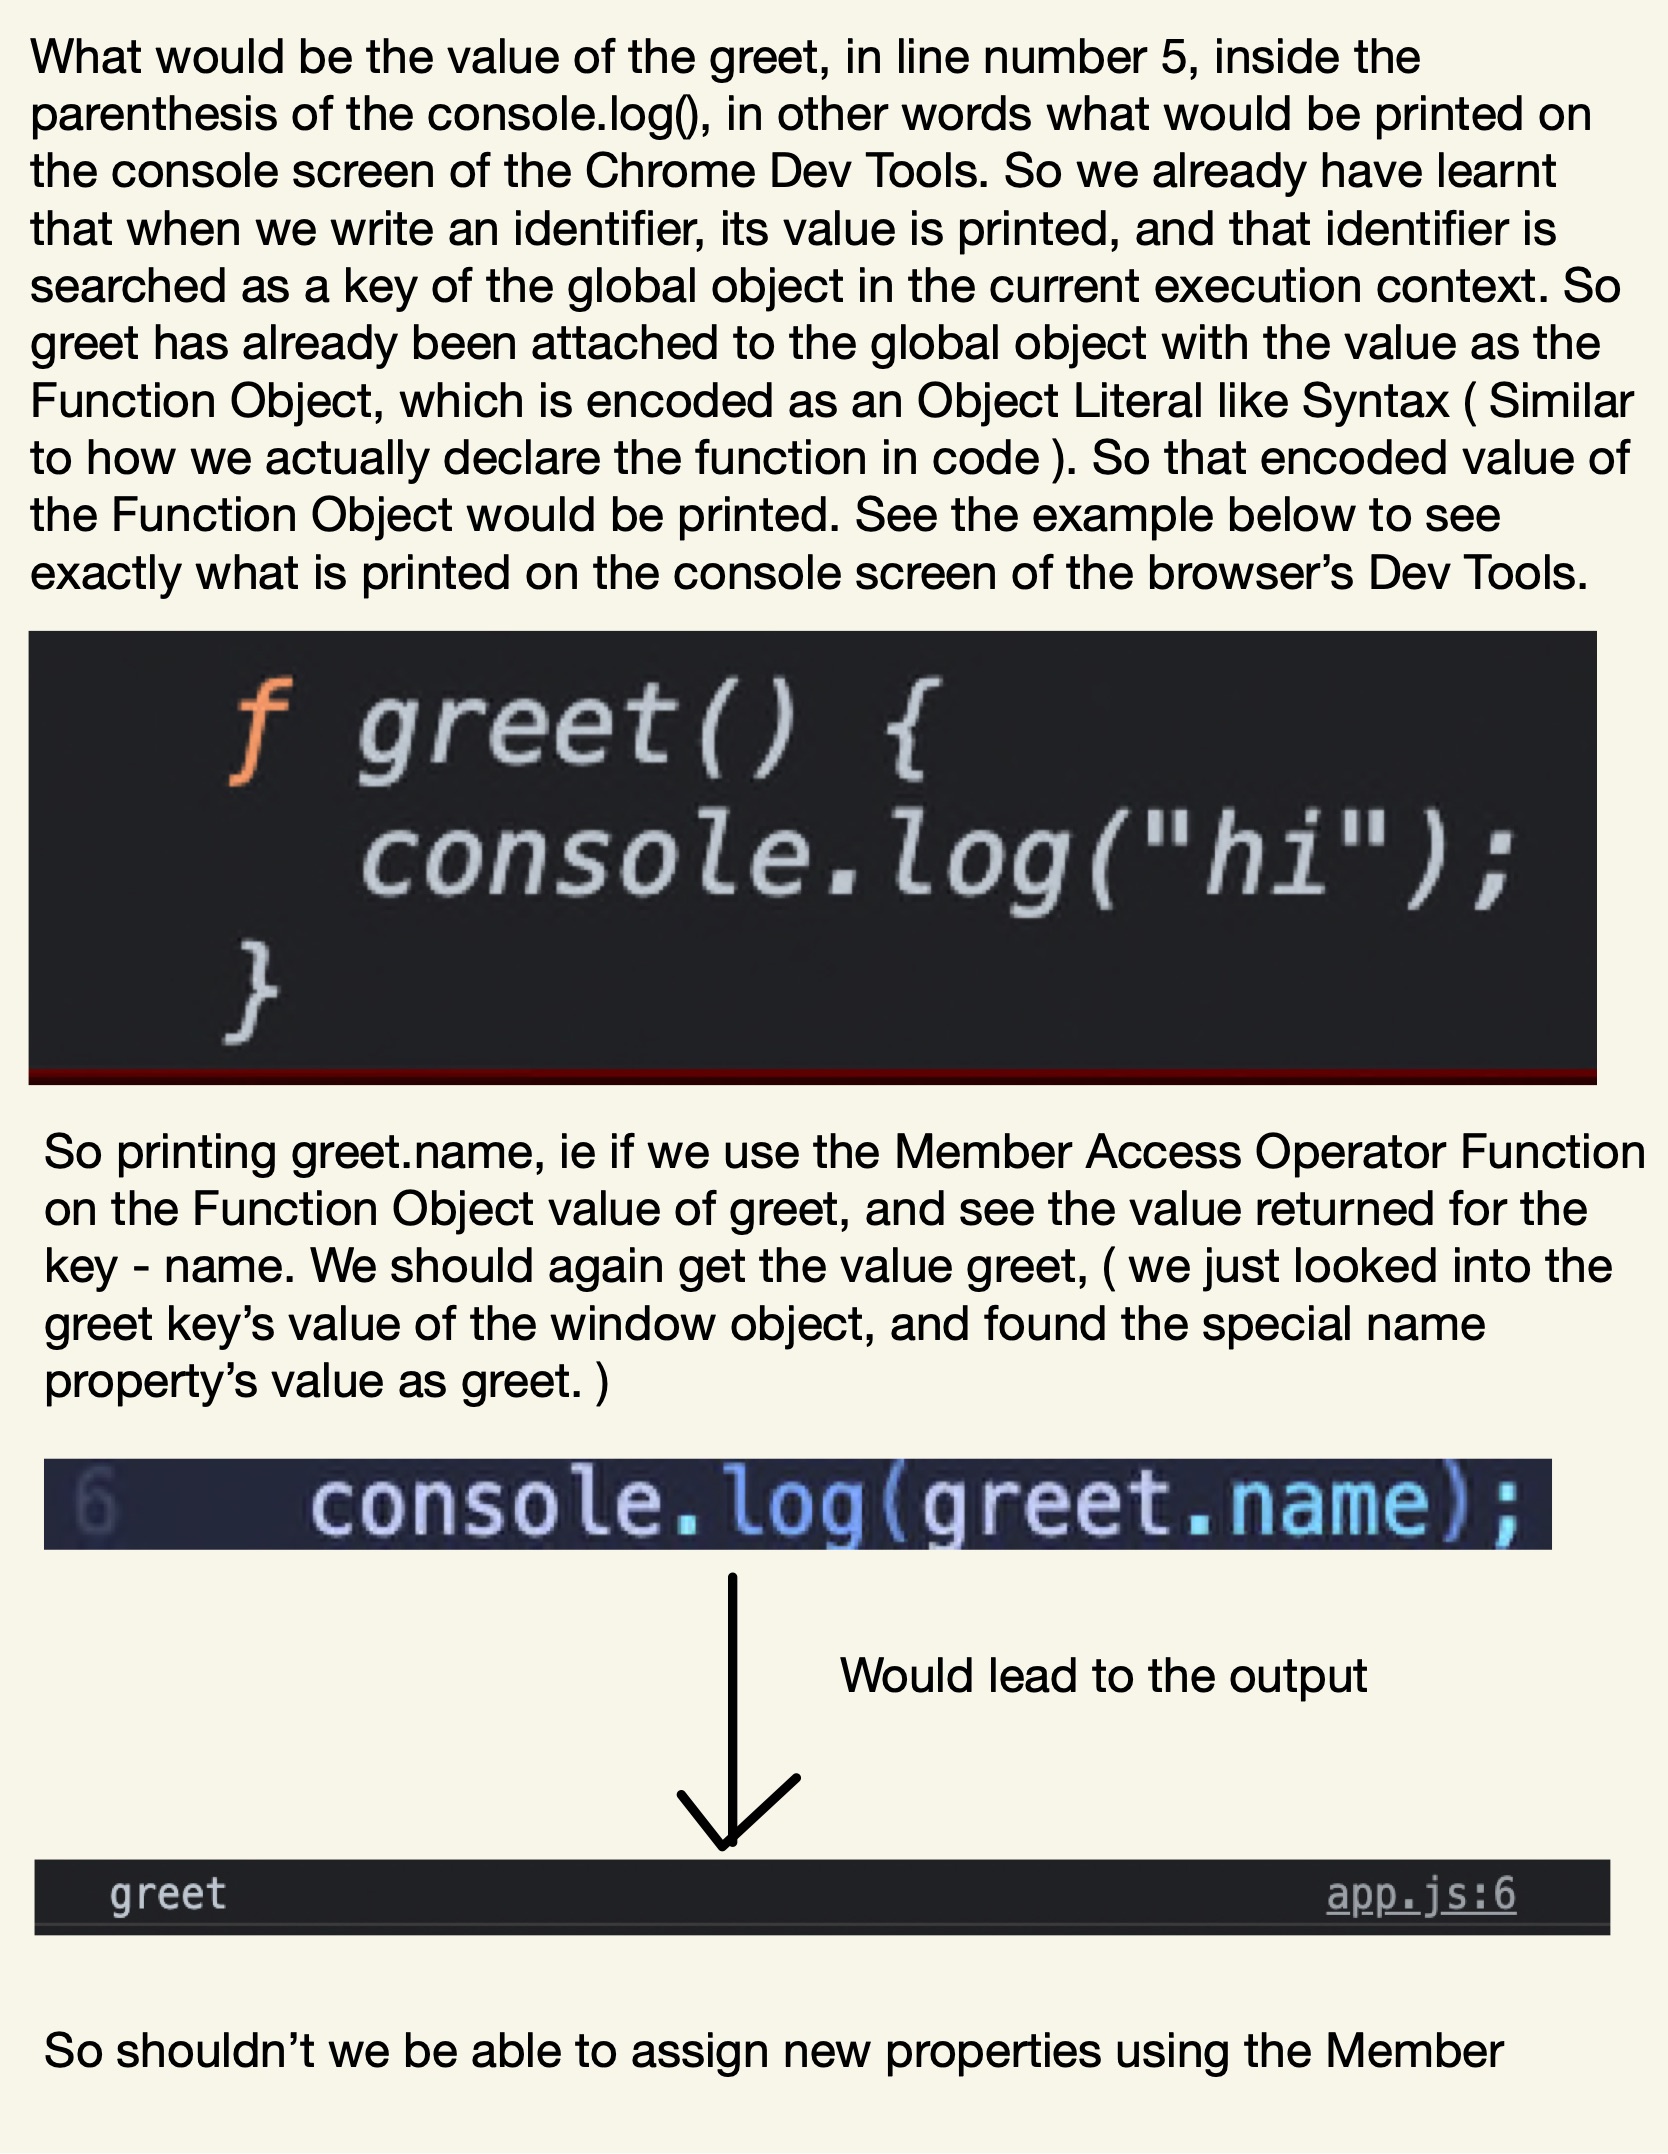 What would be the value of the greet, in line number 5, inside the
parenthesis of the console.log(), in other words what would be printed on
the console screen of the Chrome Dev Tools. So we already have learnt
that when we write an identifier, its value is printed, and that identifier is
searched as a key of the global object in the current execution context. So
greet has already been attached to the global object with the value as the
Function Object, which is encoded as an Object Literal like Syntax ( Similar
to how we actually declare the function in code ). So that encoded value of
the Function Object would be printed. See the example below to see
exactly what is printed on the console screen of the browser’s Dev Tools.
ƒ greet() {
console.log("hi");
}
So printing greet.name, ie if we use the Member Access Operator Function
on the Function Object value of greet, and see the value returned for the
key - name. We should again get the value greet, ( we just looked into the
greet key’s value of the window object, and found the special name
property’s value as greet. )
6 console.log(greet.name);
Would lead to the output
greet app.js:6
So shouldn’t we be able to assign new properties using the Member